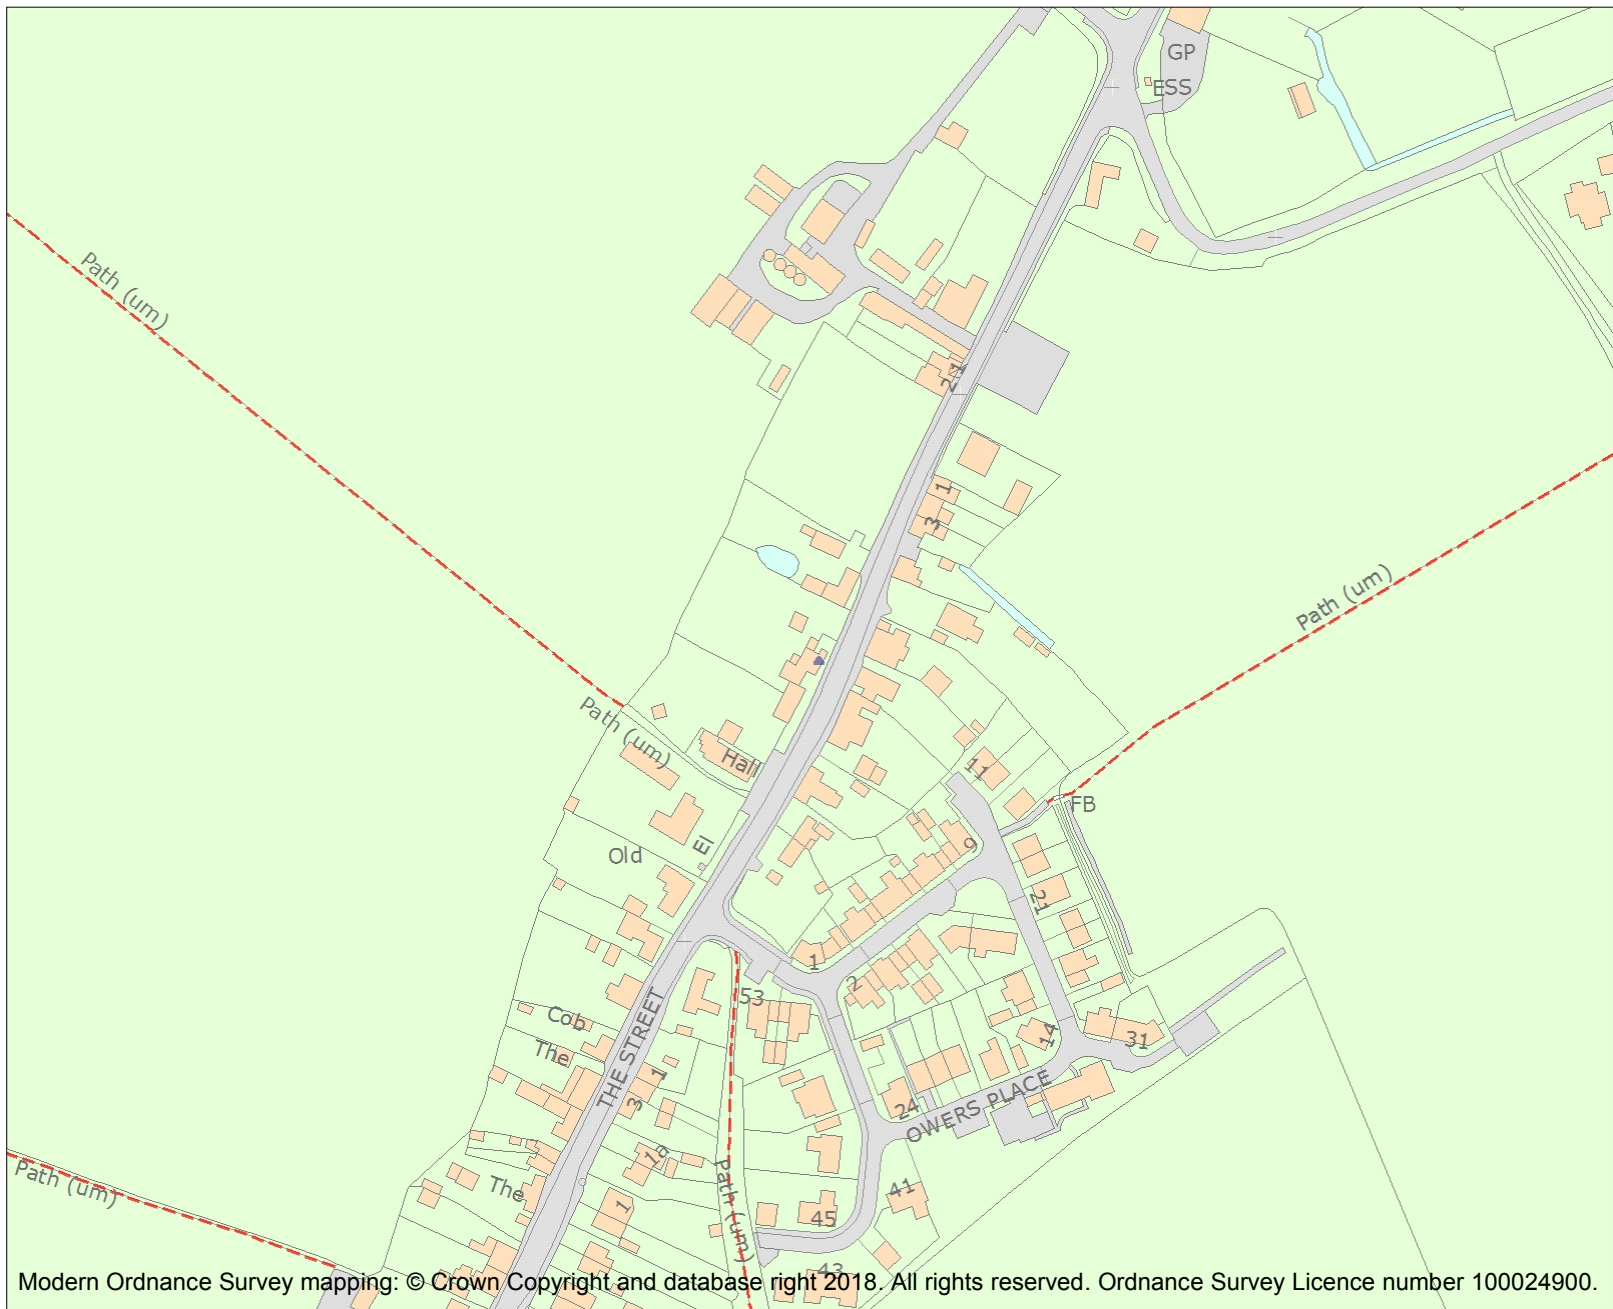 GP
ESS
Path (um)
2
1
1
3
Path (um)
Path (um)
Hall
11
FB
El
Old
9
21
1
2
53
Cob
THE STREET
The
14
31
1
3
24
OWERS PLACE
1a
Path (um)
The
Path (um)
41
1
45
43
Modern Ordnance Survey mapping: © Crown Copyright and database right 2018. All rights reserved. Ordnance Survey Licence number 100024900.